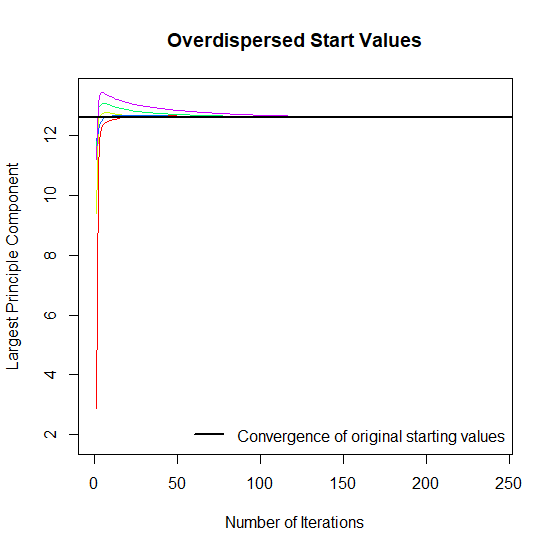 Overdispersed Start Values
Largest Principle Component
12
10
8
6
4
2
Convergence of original starting values
0 50 100 150 200 250
Number of Iterations